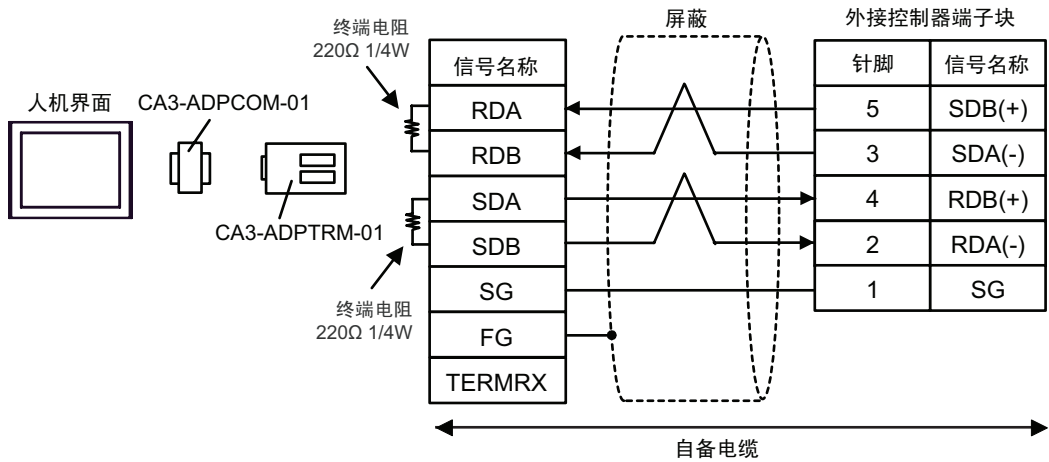 终端电阻
220Ω 1/4W
屏蔽
外接控制器端子块
人机界面
CA3-ADPCOM-01
CA3-ADPTRM-01
信号名称
RDA
RDB
SDA
SDB
SG
FG
TERMRX
针脚 信号名称
5 SDB(+)
3 SDA(-)
4 RDB(+)
2 RDA(-)
1 SG
终端电阻
220Ω 1/4W
自备电缆